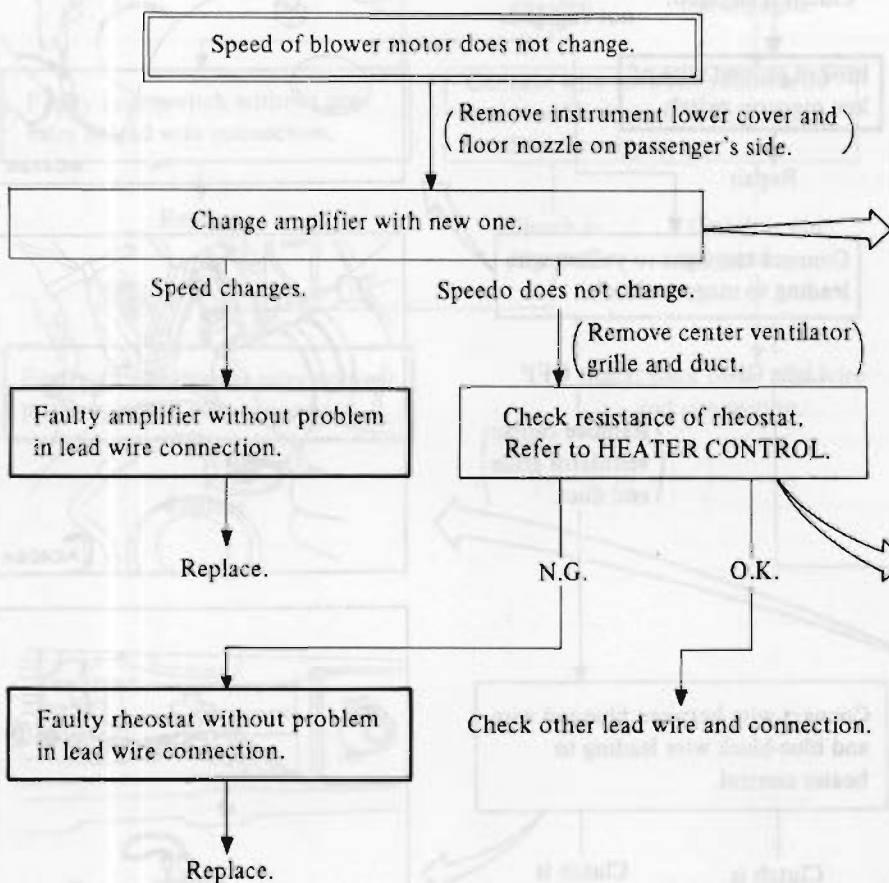 Speed of blower motor does not change.
(Remove instrument lower cover and
floor nozzle on passenger's side.)
Change amplifier with new one.
Speed changes.
Speedo does not change.
(Remove center ventilator
grille and duct.)
Faulty amplifier without problem
in lead wire connection.
Check resistance of rheostat.
Refer to HEATER CONTROL.
Replace.
N.G.
O.K.
Faulty rheostat without problem
in lead wire connection.
Check other lead wire and connection.
Replace.